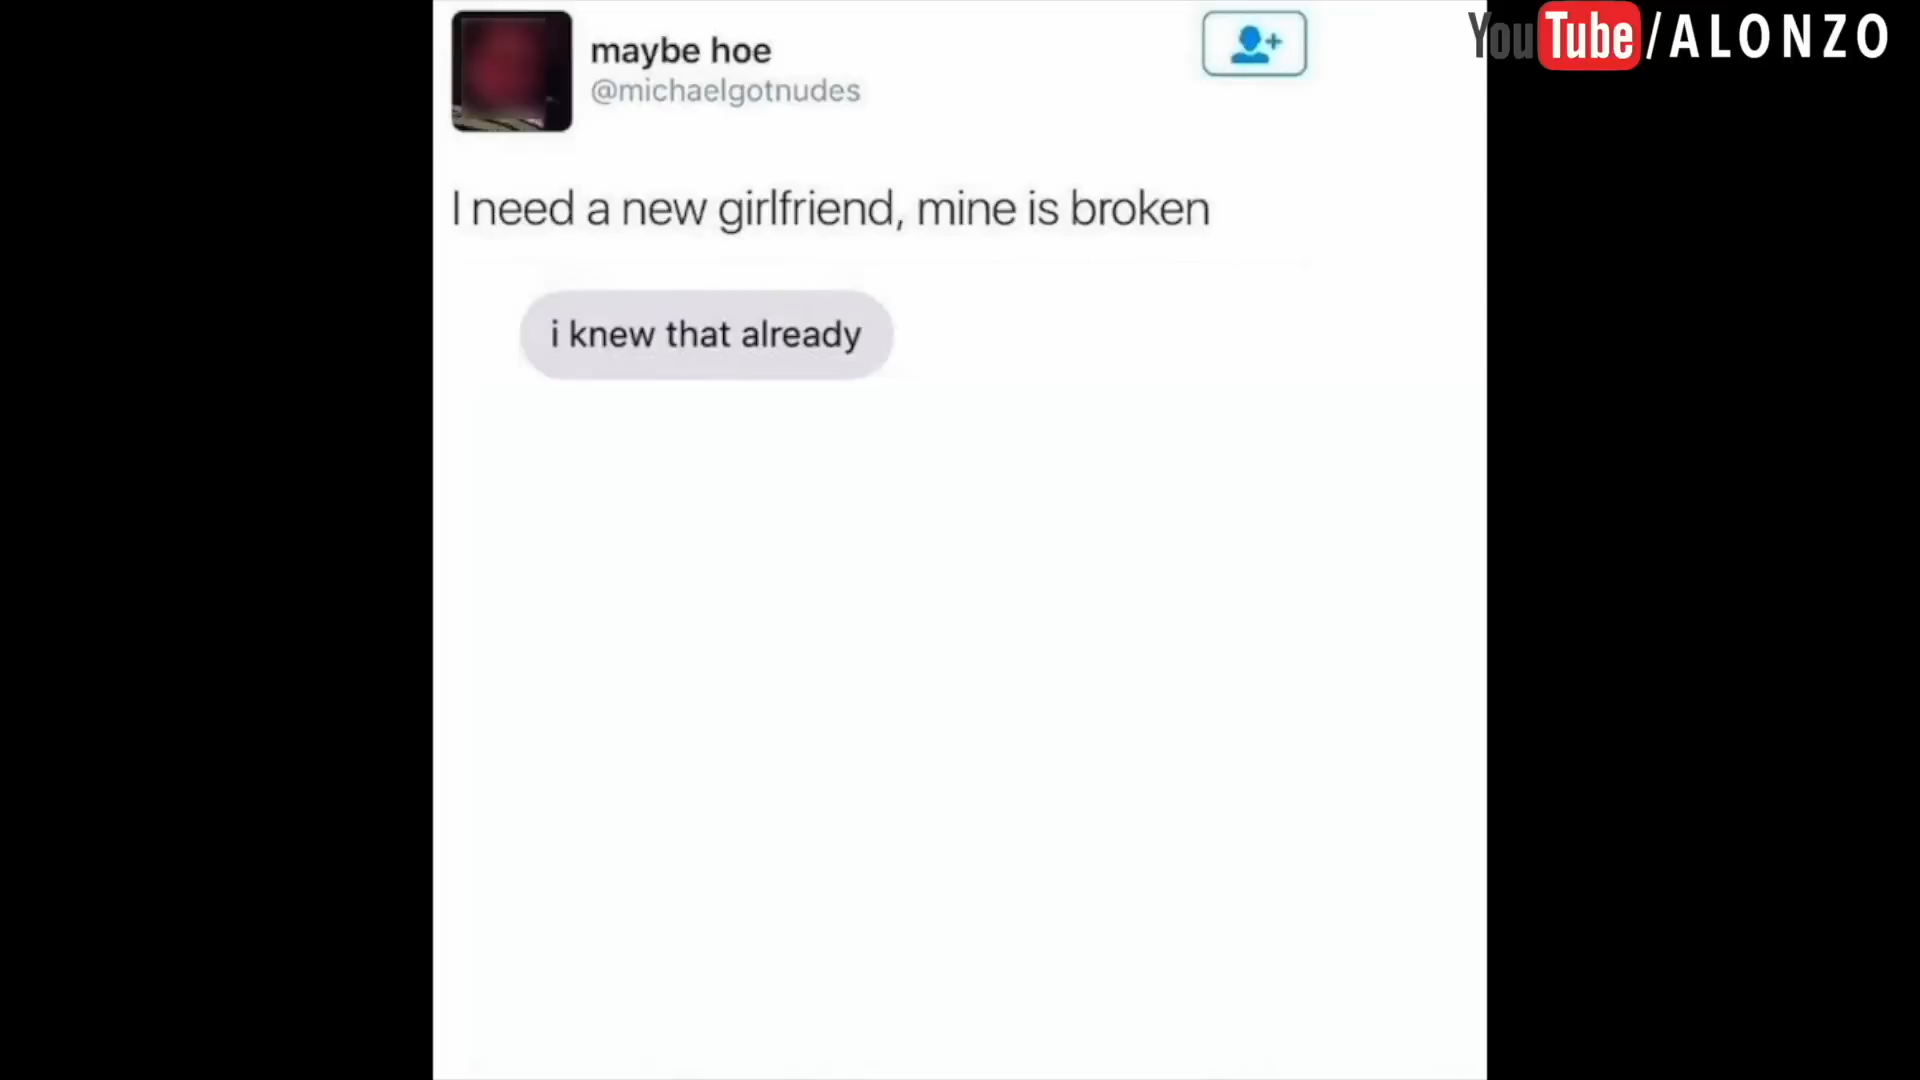 YouTube/ALONZO
maybe hoe
@michaelgotnudes
I need a new girlfriend, mine is broken
i knew that already